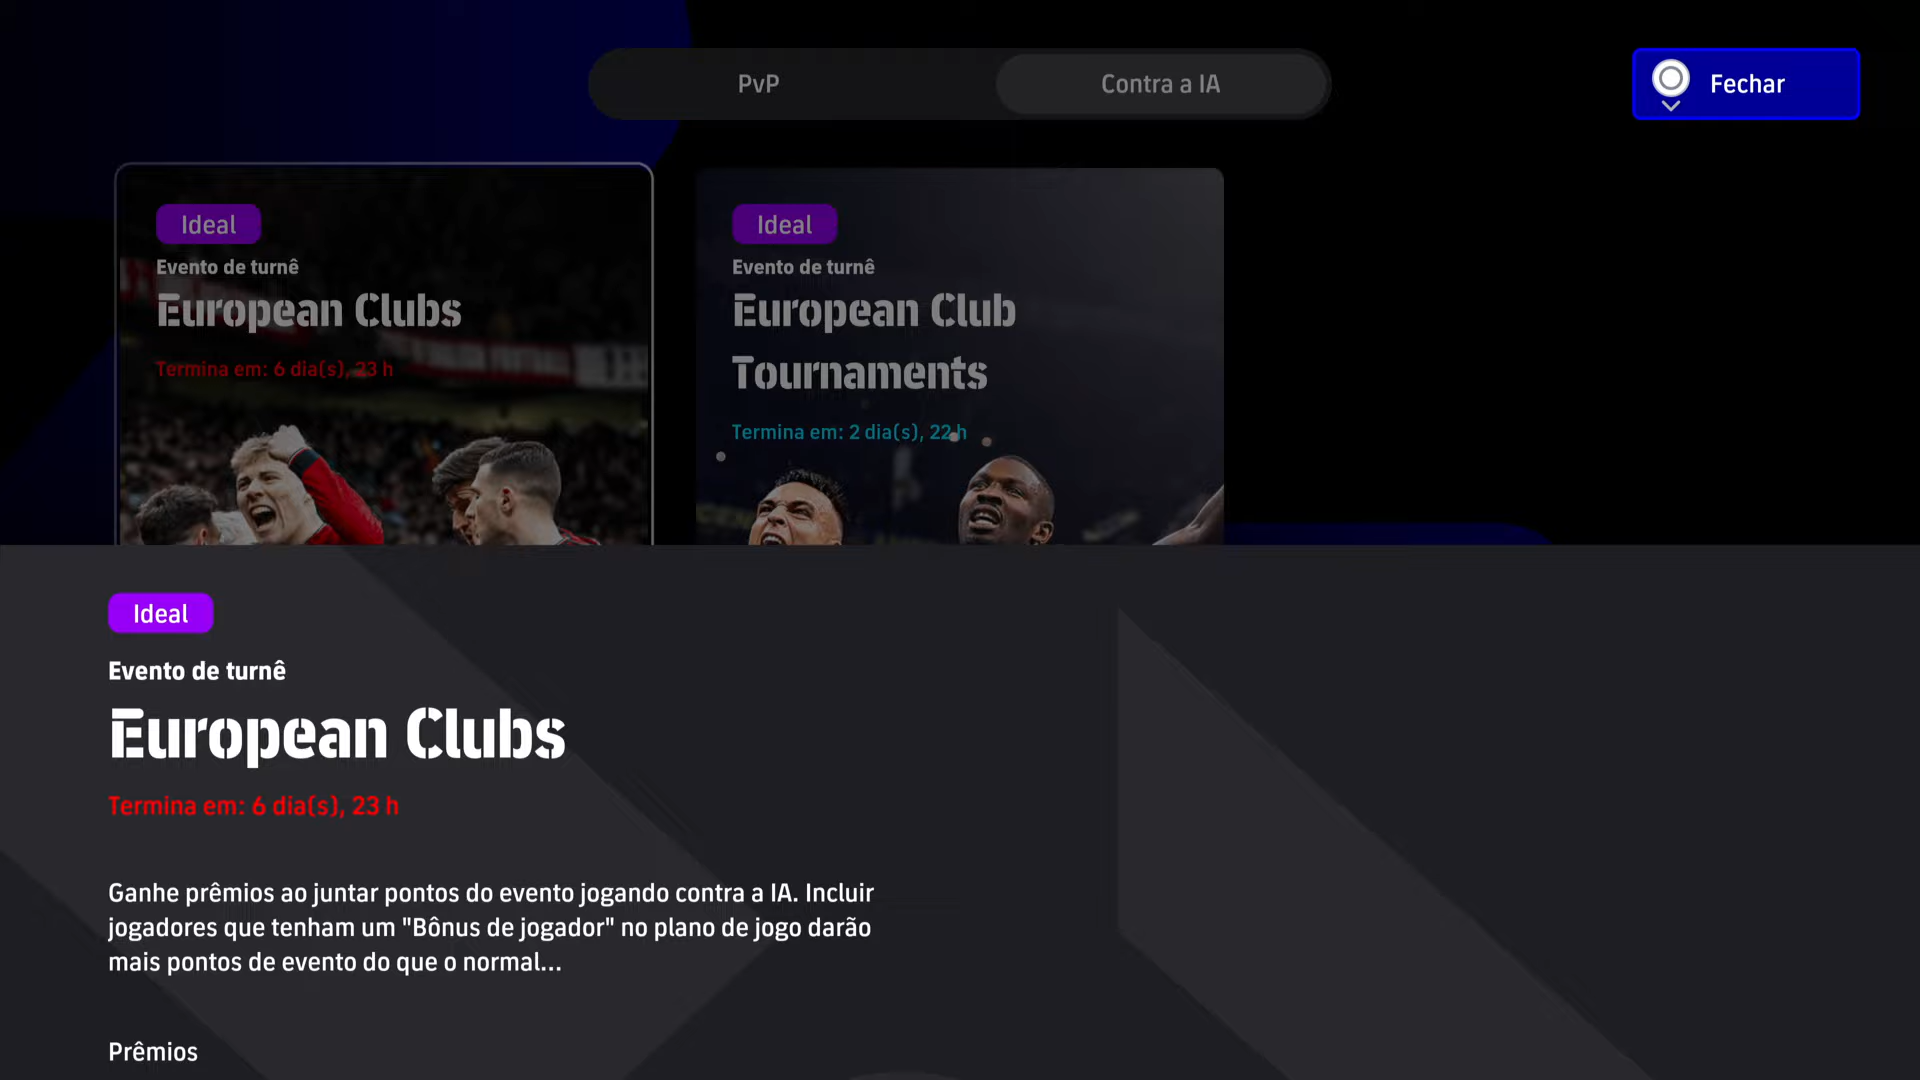 PvP
Contra a IA
Fechar
Ideal
Evento de turnê
European Clubs
Termina em: 6 dia(s), 23 h
Ideal
Evento de turnê
European Club
Tournaments
Termina em: 2 dia(s), 22 h
Ideal
Evento de turnê
European Clubs
Termina em: 6 dia(s), 23 h
Ganhe prêmios ao juntar pontos do evento jogando contra a IA. Incluir
jogadores que tenham um "Bônus de jogador" no plano de jogo darão
mais pontos de evento do que o normal...
Prêmios